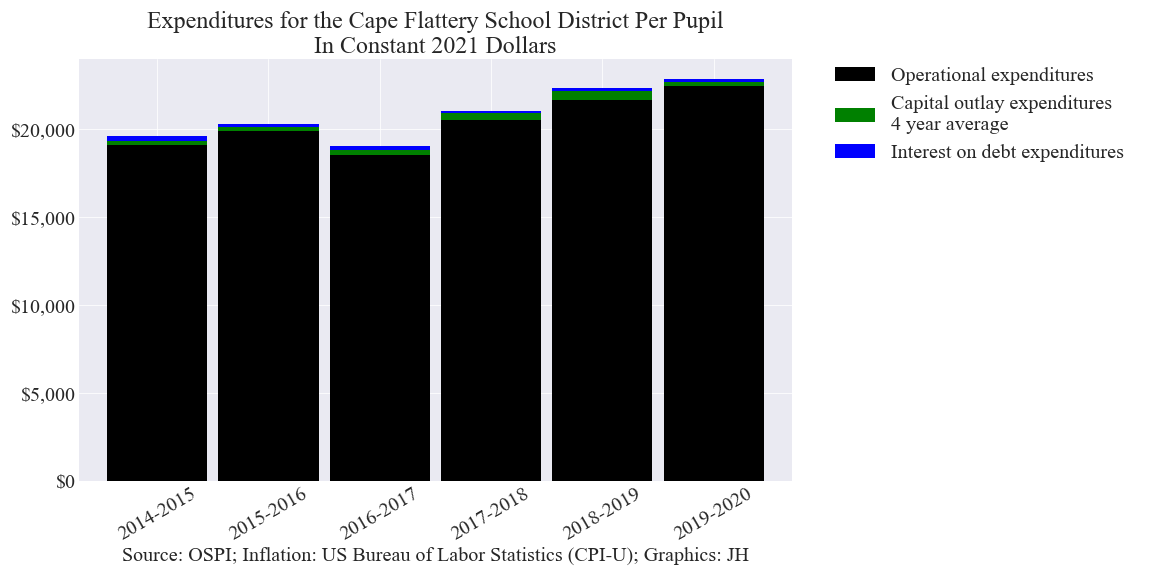 Expenditures for the Cape Flattery School District Per Pupil
In Constant 2021 Dollars
Operational expenditures
Capital outlay expenditures
4 year average
Interest on debt expenditures
$20,000
$15,000
$10,000
$5,000
$0
2014-2015
2015-2016
2016-2017
2017-2018
2018-2019
2019-2020
Source: OSPI; Inflation: US Bureau of Labor Statistics (CPI-U); Graphics: JH